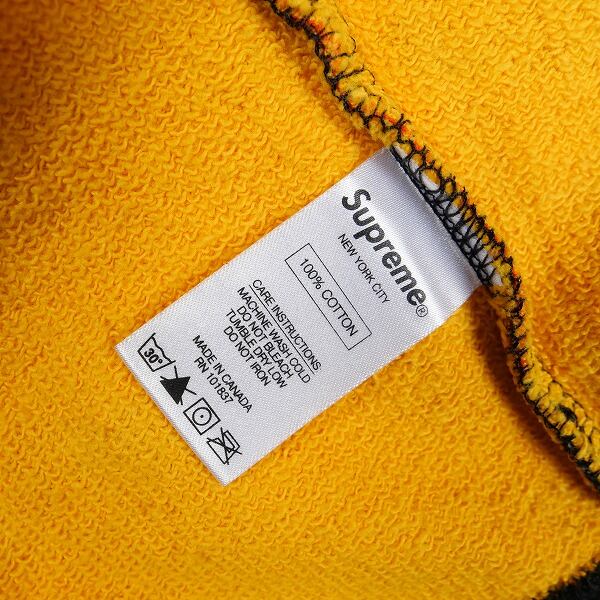 Supreme®
NEW YORK CITY
100% COTTON
CARE INSTRUCTIONS
MACHINE WASH COLD
DO NOT BLEACH
TUMBLE DRY LOW
DO NOT IRON
MADE IN CANADA
RN 101837
30°